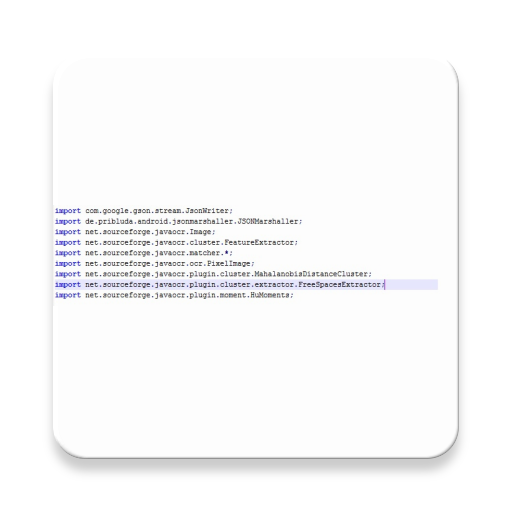 import com.google.gson.stream.JsonWriter;
import de.pribluda.android.jsonmarshaller.JSONMarshaller;
import net.sourceforge.javaocr.Image;
import net.sourceforge.javaocr.cluster.FeatureExtractor;
import net.sourceforge.javaocr.matcher.*;
import net.sourceforge.javaocr.ocr.PixelImage;
import net.sourceforge.javaocr.plugin.cluster.MahalanobisDistanceCluster;
import net.sourceforge.javaocr.plugin.cluster.extractor.FreeSpacesExtractor;
import net.sourceforge.javaocr.plugin.moment.HuMoments;